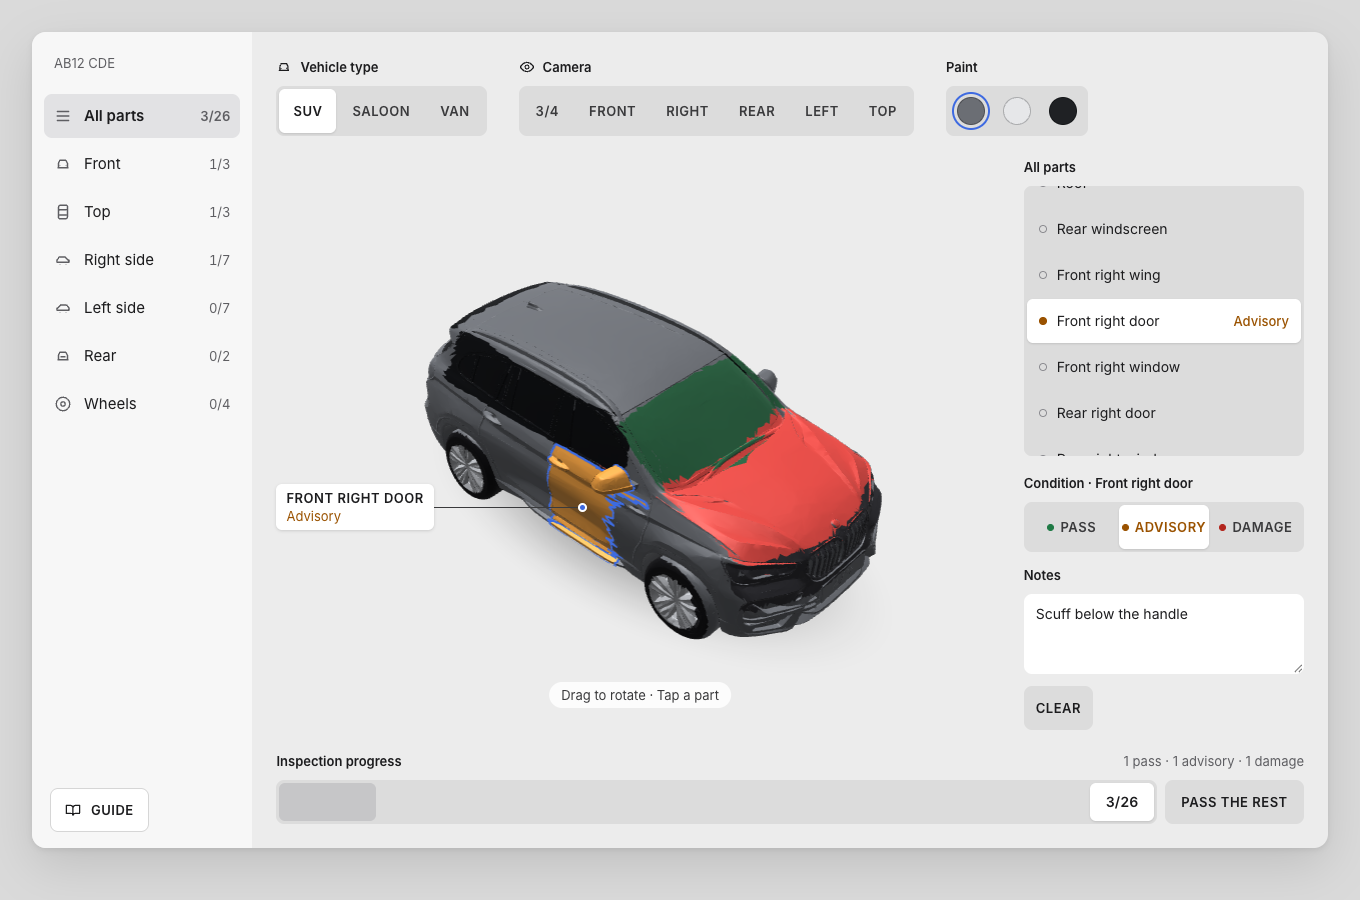 AB12 CDE
All parts 3/26
Front 1/3
Top 1/3
Right side 1/7
Left side 0/7
Rear 0/2
Wheels 0/4
GUIDE
Vehicle type
SUV SALOON VAN
Camera
3/4 FRONT RIGHT REAR LEFT TOP
Paint
FRONT RIGHT DOOR
Advisory
Drag to rotate · Tap a part
All parts
Rear windscreen
Front right wing
Front right door Advisory
Front right window
Rear right door
Condition · Front right door
PASS ADVISORY DAMAGE
Notes
Scuff below the handle
CLEAR
Inspection progress
1 pass · 1 advisory · 1 damage
3/26
PASS THE REST